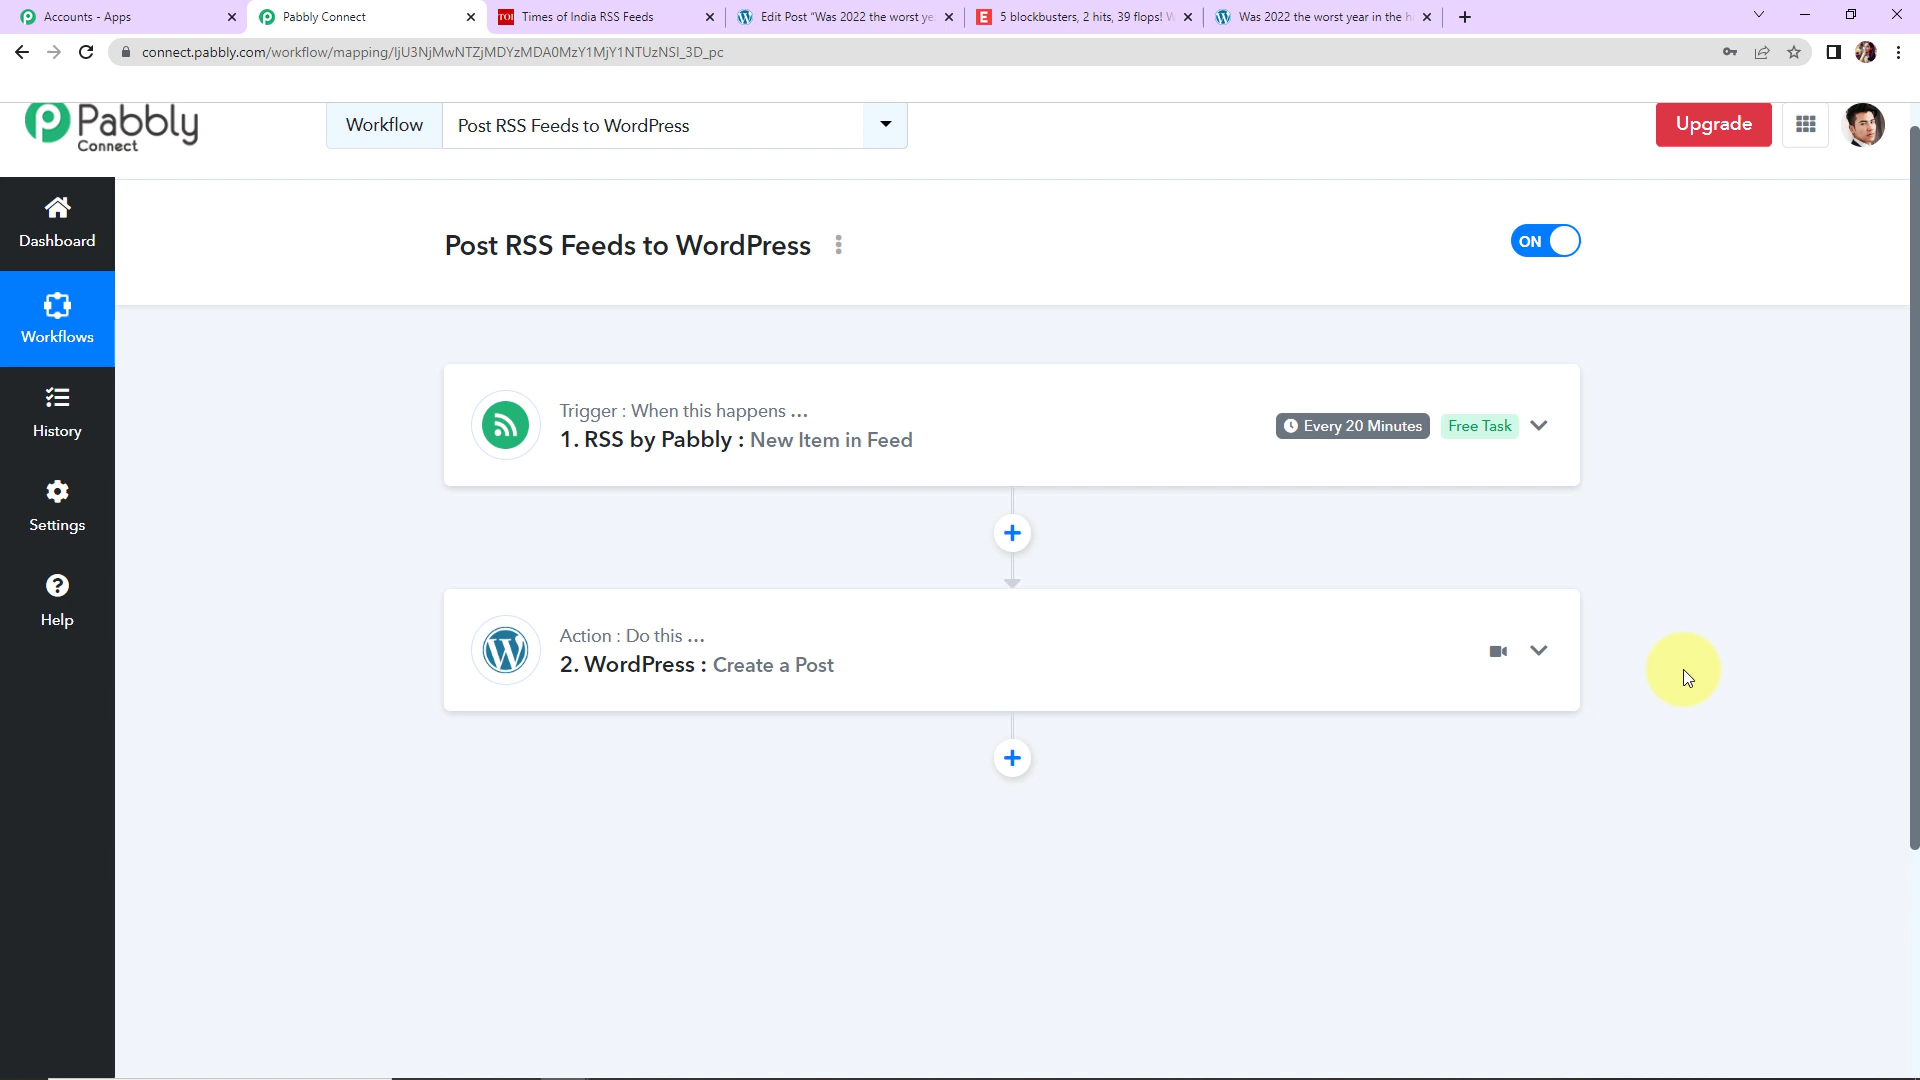 Accounts - Apps
Pabbly Connect
TOI Times of India RSS Feeds
Edit Post "Was 2022 the worst ye
E 5 blockbusters, 2 hits, 39 flops! W
Was 2022 the worst year in the h
connect.pabbly.com/workflow/mapping/IjU3NjMwNTZjMDYzMDA0MzY1MjY1NTUzNSI_3D_pc
Pabbly
Connect
Workflow
Post RSS Feeds to WordPress
Upgrade
Dashboard
Workflows
History
Settings
Help
Post RSS Feeds to WordPress
ON
Trigger : When this happens ...
1. RSS by Pabbly : New Item in Feed
Every 20 Minutes
Free Task
Action : Do this ...
2. WordPress : Create a Post